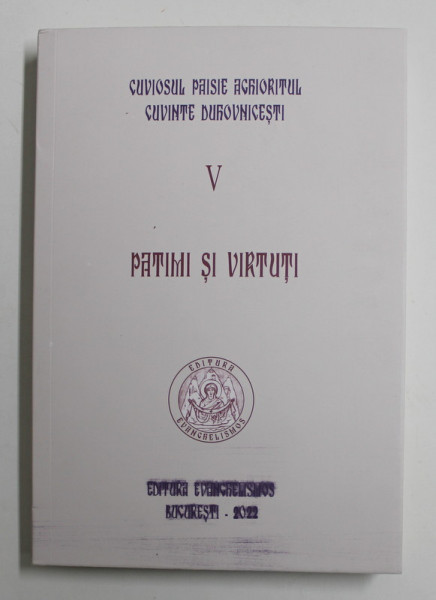 CUVIOSUL PAISIE AGHIORITUL
CUVINTE DUHOVNICEȘTI
V
PATIMI ȘI VIRTUȚI
EDITURA
EVANGHELISMOS
EDITURA EVANGHELISMOS
BUCUREȘTI - 2022